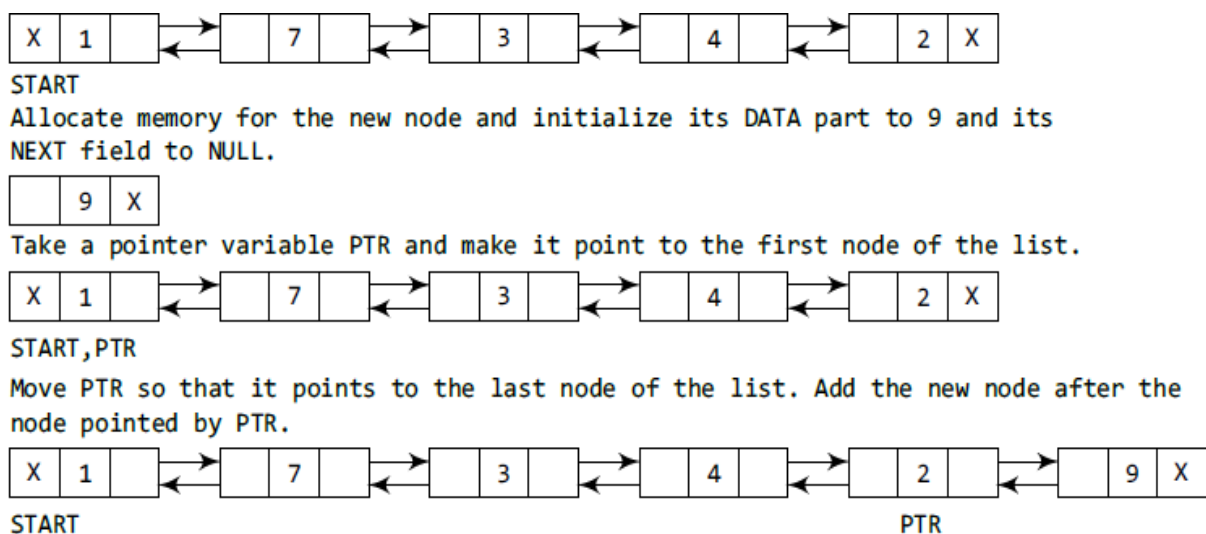 X 1 7 3 4 2 X
START
Allocate memory for the new node and initialize its DATA part to 9 and its
NEXT field to NULL.
9 X
Take a pointer variable PTR and make it point to the first node of the list.
X 1 7 3 4 2 X
START,PTR
Move PTR so that it points to the last node of the list. Add the new node after the
node pointed by PTR.
X 1 7 3 4 2 9 X
START PTR